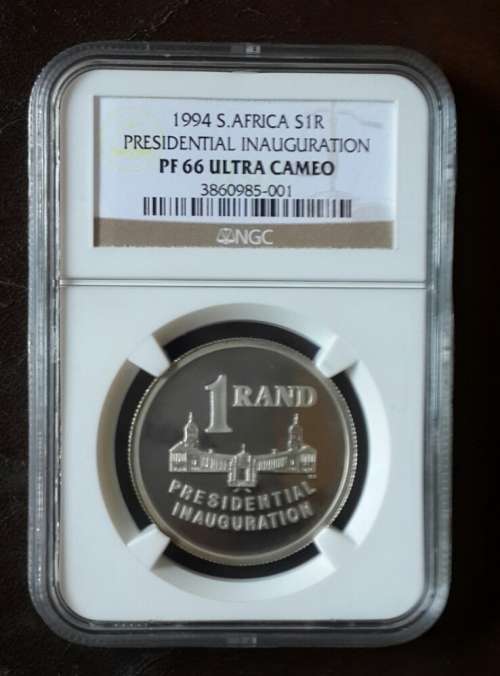 1994 S.AFRICA S1R
PRESIDENTIAL INAUGURATION
PF 66 ULTRA CAMEO
3860985-001
NGC
1 RAND
PRESIDENTIAL
INAUGURATION